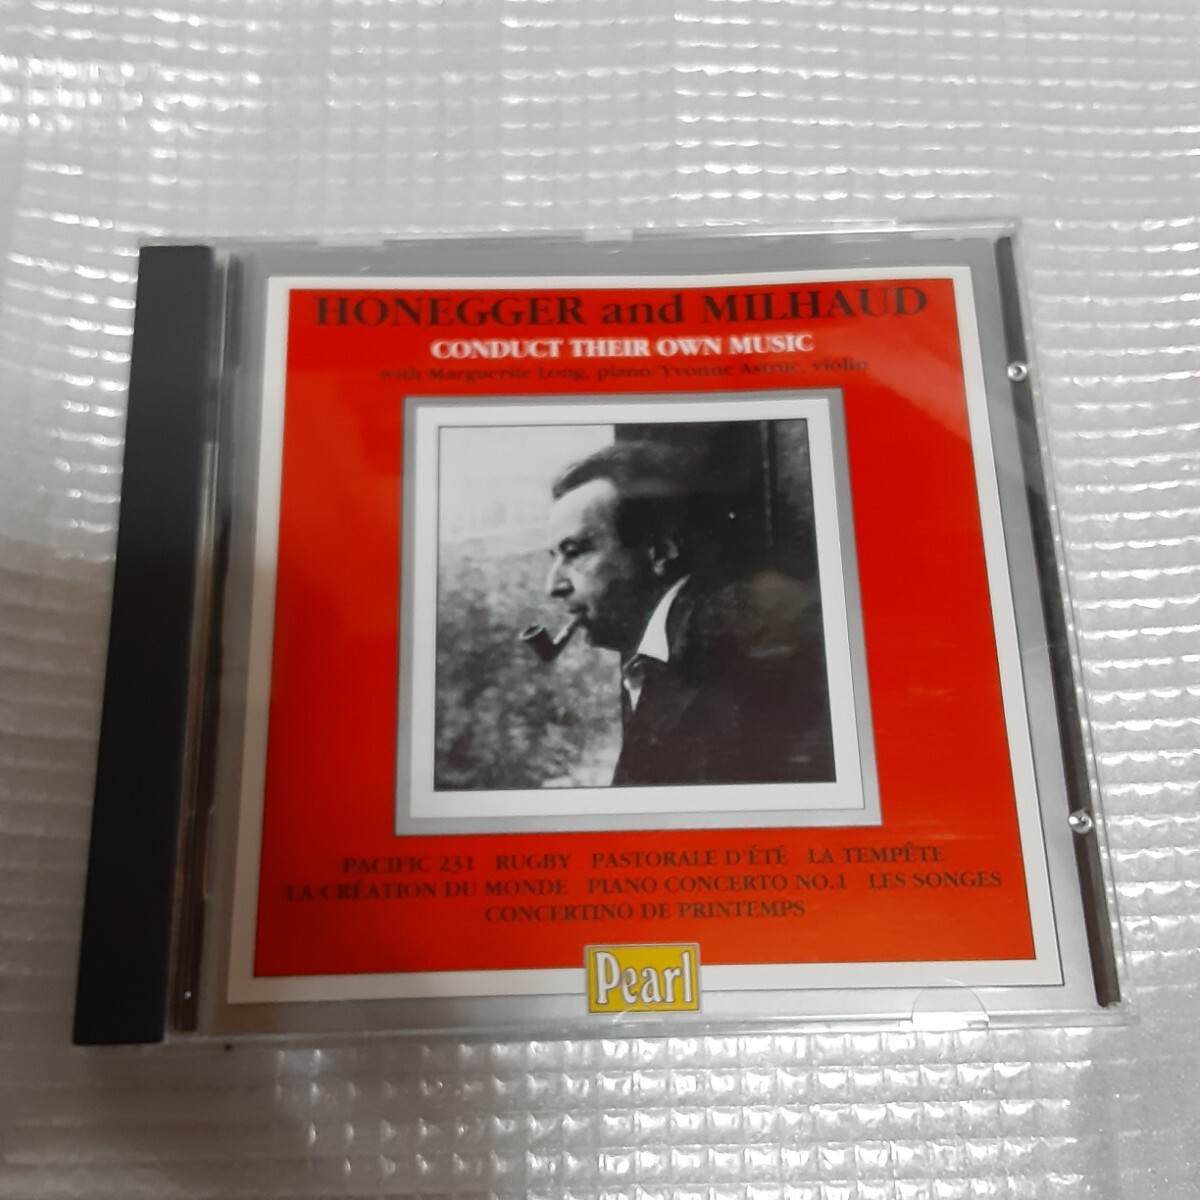 HONEGGER and MILHAUD
CONDUCT THEIR OWN MUSIC
with Marguerite Long, piano/Yvonne Astruc, violin
PACIFIC 231 RUGBY PASTORALE D'ÉTÉ LA TEMPÊTE
LA CRÉATION DU MONDE PIANO CONCERTO NO.1 LES SONGES
CONCERTINO DE PRINTEMPS
Pearl